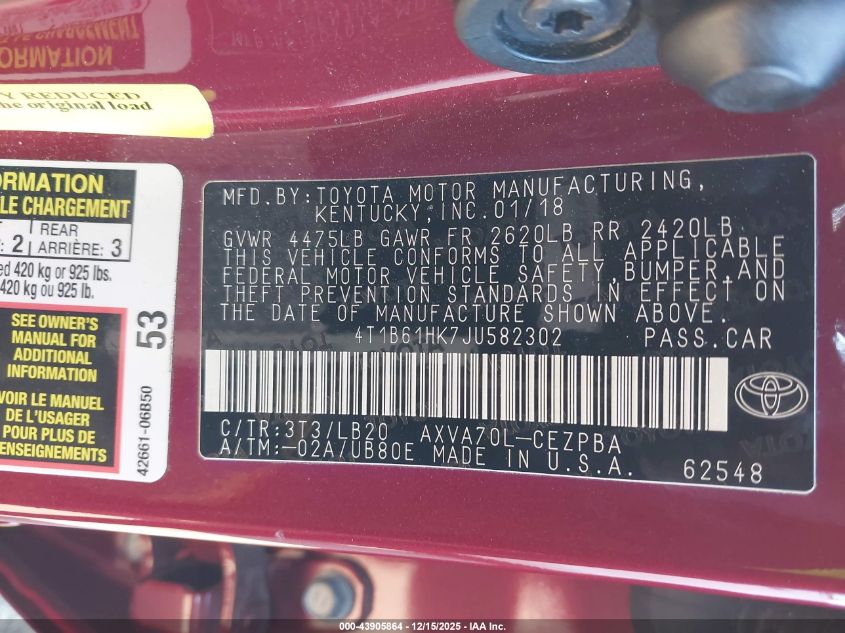 FORMATION
Y REDUCED
the original load
ORMATION
LE CHARGEMENT
: 2
REAR
ARRIÈRE: 3
ed 420 kg or 925 lbs.
420 kg ou 925 lb.
SEE OWNER'S
MANUAL FOR
ADDITIONAL
INFORMATION
VOIR LE MANUEL
DE L'USAGER
POUR PLUS DE
RENSEIGNEMENTS
53
42661-06B50
MFD.BY:TOYOTA MOTOR MANUFACTURING,
KENTUCKY,INC.01/18
GVWR 4475LB GAWR FR 2620LB RR 2420LB
THIS VEHICLE CONFORMS TO ALL APPLICABLE
FEDERAL MOTOR VEHICLE SAFETY,BUMPER,AND
THEFT PREVENTION STANDARDS IN EFFECT ON
THE DATE OF MANUFACTURE SHOWN ABOVE.
4T1B61HK7JU582302 PASS.CAR
C/TR:3T3/LB20 AXVA70L-CEZPBA
A/TM:-02A/UB80E MADE IN U.S.A. 62548
000-43905864 - 12/15/2025 - IAA Inc.